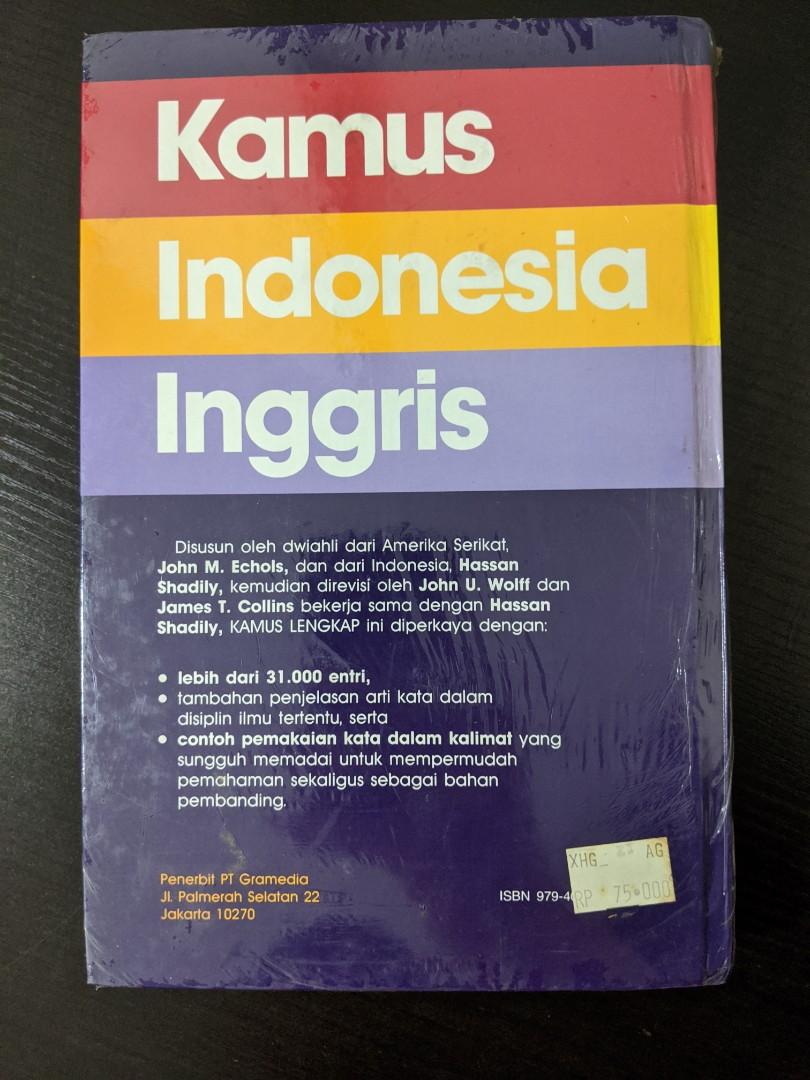 Kamus
Indonesia
Inggris
Disusun oleh dwiahli dari Amerika Serikat,
John M. Echols, dan dari Indonesia, Hassan
Shadily, kemudian direvisi oleh John U. Wolff dan
James T. Collins bekerja sama dengan Hassan
Shadily, KAMUS LENGKAP ini diperkaya dengan:
• lebih dari 31.000 entri,
• tambahan penjelasan arti kata dalam
disiplin ilmu tertentu, serta
• contoh pemakaian kata dalam kalimat yang
sungguh memadai untuk mempermudah
pemahaman sekaligus sebagai bahan
pembanding.
Penerbit PT Gramedia
Jl. Palmerah Selatan 22
Jakarta 10270
ISBN 979-4
XHG_ AG
RP 75.000